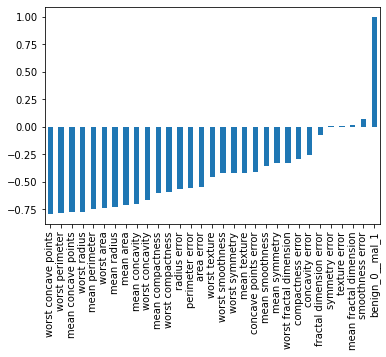 1.00
0.75
0.50
0.25
0.00
−0.25
−0.50
−0.75
worst concave points
worst perimeter
mean concave points
worst radius
mean perimeter
worst area
mean radius
mean area
mean concavity
worst concavity
mean compactness
worst compactness
radius error
perimeter error
area error
worst texture
worst smoothness
worst symmetry
mean texture
concave points error
mean smoothness
mean symmetry
worst fractal dimension
compactness error
concavity error
fractal dimension error
symmetry error
texture error
mean fractal dimension
smoothness error
benign_0__mal_1